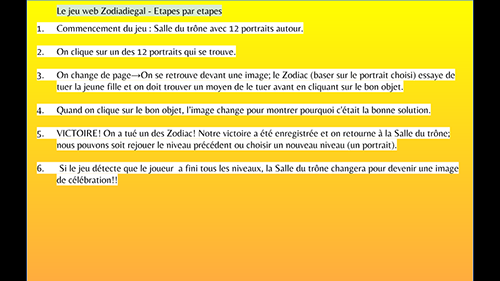 Le jeu web Zodiadiegal - Etapes par etapes
1. Commencement du jeu : Salle du trône avec 12 portraits autour.
2. On clique sur un des 12 portraits qui se trouve.
3. On change de page→On se retrouve devant une image; le Zodiac (baser sur le portrait choisi) essaye de
tuer la jeune fille et on doit trouver un moyen de le tuer avant en cliquant sur le bon objet.
4. Quand on clique sur le bon objet, l'image change pour montrer pourquoi c'était la bonne solution.
5. VICTOIRE! On a tué un des Zodiac! Notre victoire a été enregistrée et on retourne à la Salle du trône;
nous pouvons soit rejouer le niveau précédent ou choisir un nouveau niveau (un portrait).
6. Si le jeu détecte que le joueur a fini tous les niveaux, la Salle du trône changera pour devenir une image
de célébration!!